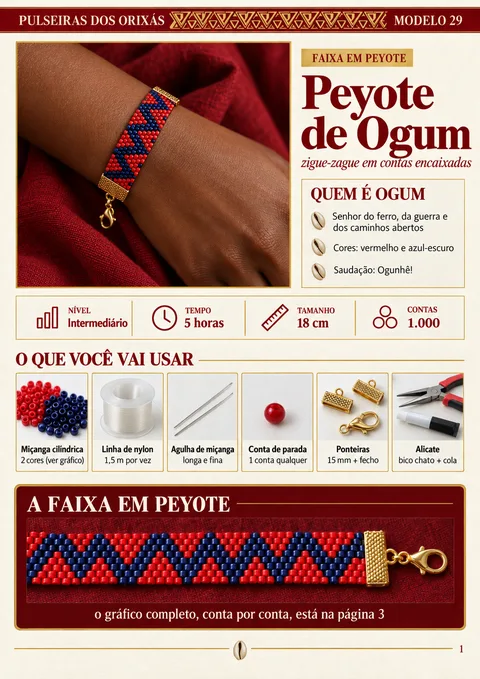 PULSEIRAS DOS ORIXÁS
MODELO 29
FAIXA EM PEYOTE
Peyote
de Ogum
zigue-zague em contas encaixadas
QUEM É OGUM
Senhor do ferro, da guerra e
dos caminhos abertos
Cores: vermelho e azul-escuro
Saudação: Ogunhê!
NÍVEL
Intermediário
TEMPO
5 horas
TAMANHO
18 cm
CONTAS
1.000
O QUE VOCÊ VAI USAR
Miçanga cilíndrica
2 cores (ver gráfico)
Linha de nylon
1,5 m por vez
Agulha de miçanga
longa e fina
Conta de parada
1 conta qualquer
Ponteiras
15 mm + fecho
Alicate
bico chato + cola
A FAIXA EM PEYOTE
o gráfico completo, conta por conta, está na página 3
1